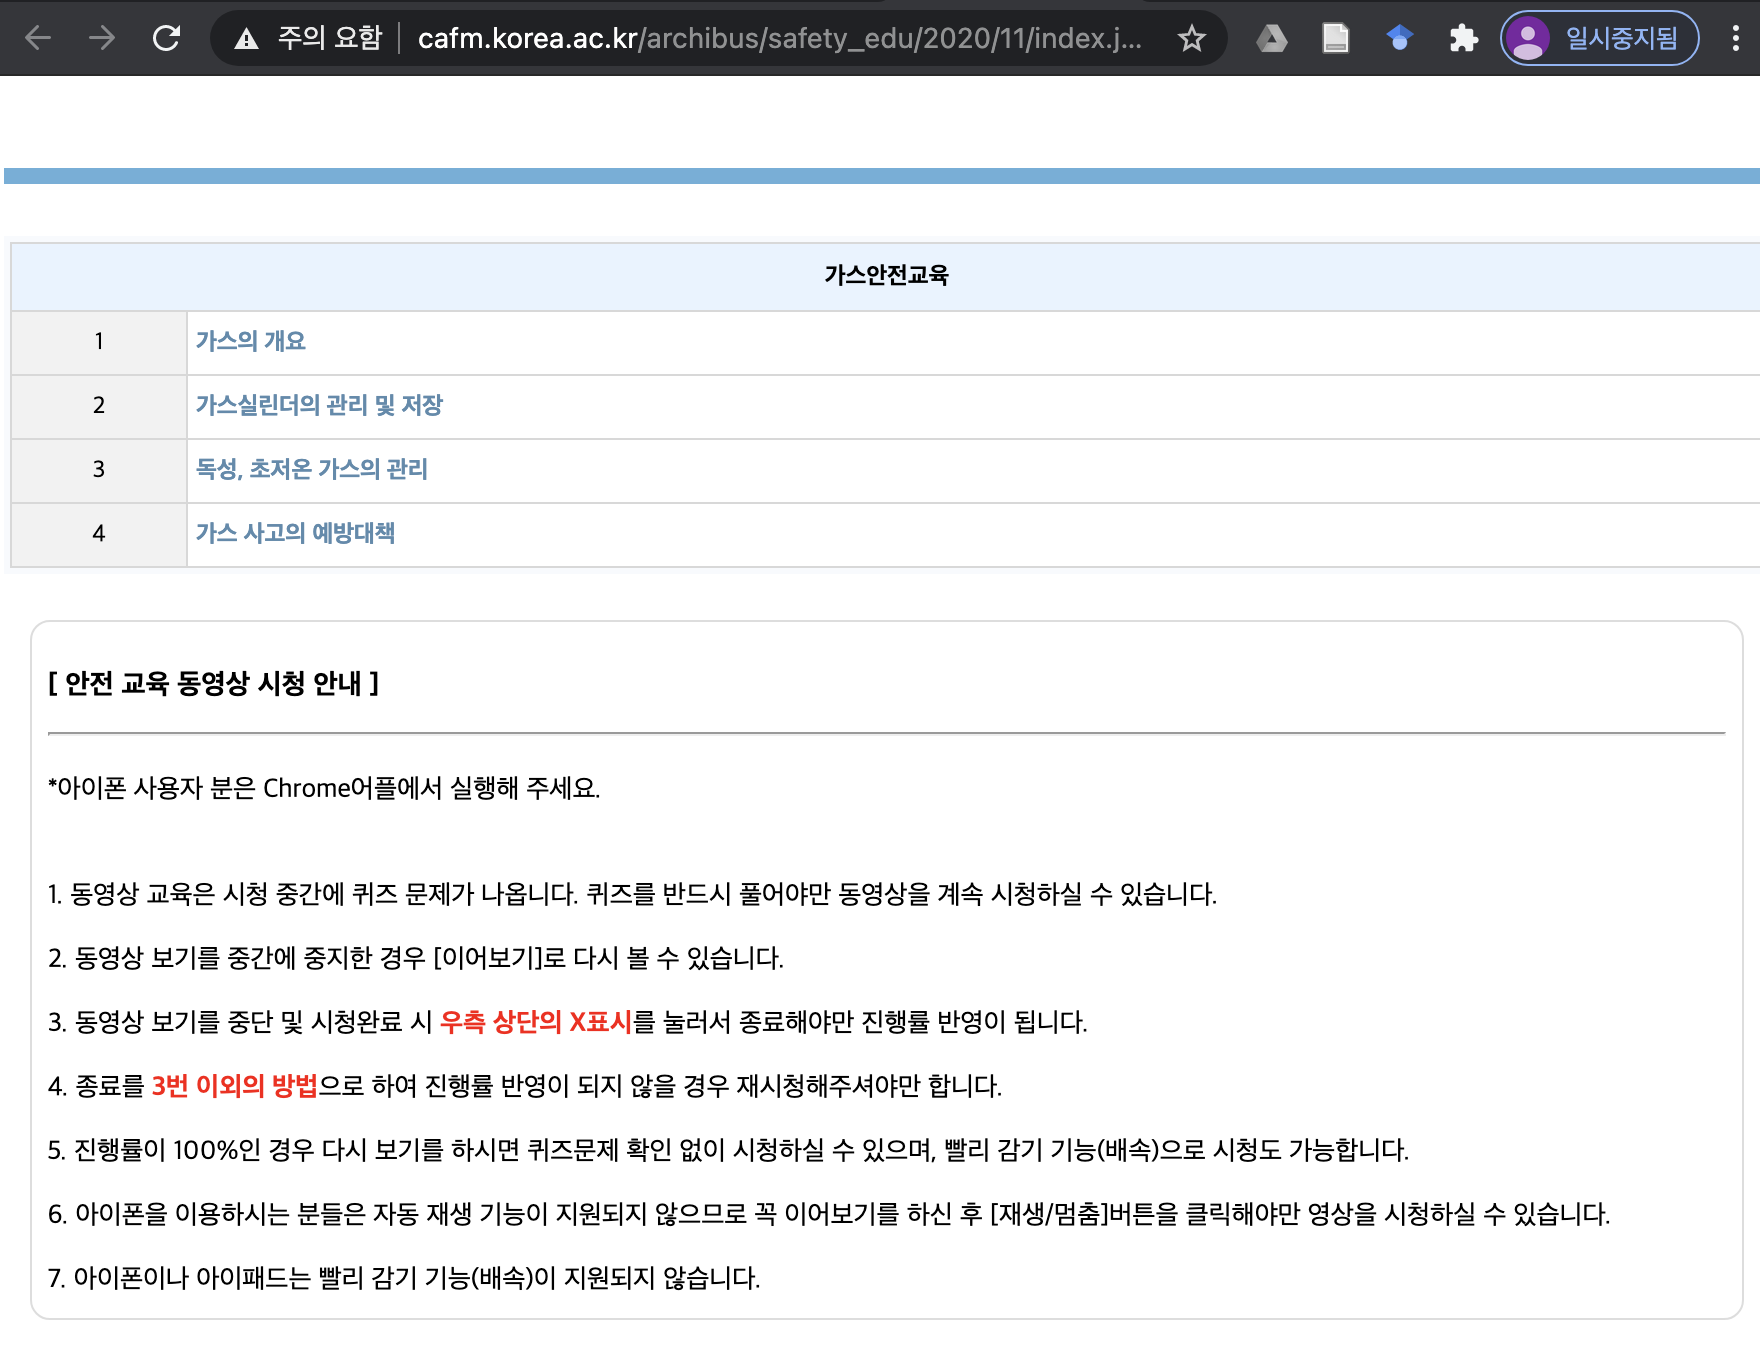 주의 요함 cafm.korea.ac.kr/archibus/safety_edu/2020/11/index.j... 일시중지됨
가스안전교육
1 가스의 개요
2 가스실린더의 관리 및 저장
3 독성, 초저온 가스의 관리
4 가스 사고의 예방대책
[ 안전 교육 동영상 시청 안내 ]
*아이폰 사용자 분은 Chrome어플에서 실행해 주세요.
1. 동영상 교육은 시청 중간에 퀴즈 문제가 나옵니다. 퀴즈를 반드시 풀어야만 동영상을 계속 시청하실 수 있습니다.
2. 동영상 보기를 중간에 중지한 경우 [이어보기]로 다시 볼 수 있습니다.
3. 동영상 보기를 중단 및 시청완료 시 우측 상단의 X표시를 눌러서 종료해야만 진행률 반영이 됩니다.
4. 종료를 3번 이외의 방법으로 하여 진행률 반영이 되지 않을 경우 재시청해주셔야만 합니다.
5. 진행률이 100%인 경우 다시 보기를 하시면 퀴즈문제 확인 없이 시청하실 수 있으며, 빨리 감기 기능(배속)으로 시청도 가능합니다.
6. 아이폰을 이용하시는 분들은 자동 재생 기능이 지원되지 않으므로 꼭 이어보기를 하신 후 [재생/멈춤]버튼을 클릭해야만 영상을 시청하실 수 있습니다.
7. 아이폰이나 아이패드는 빨리 감기 기능(배속)이 지원되지 않습니다.